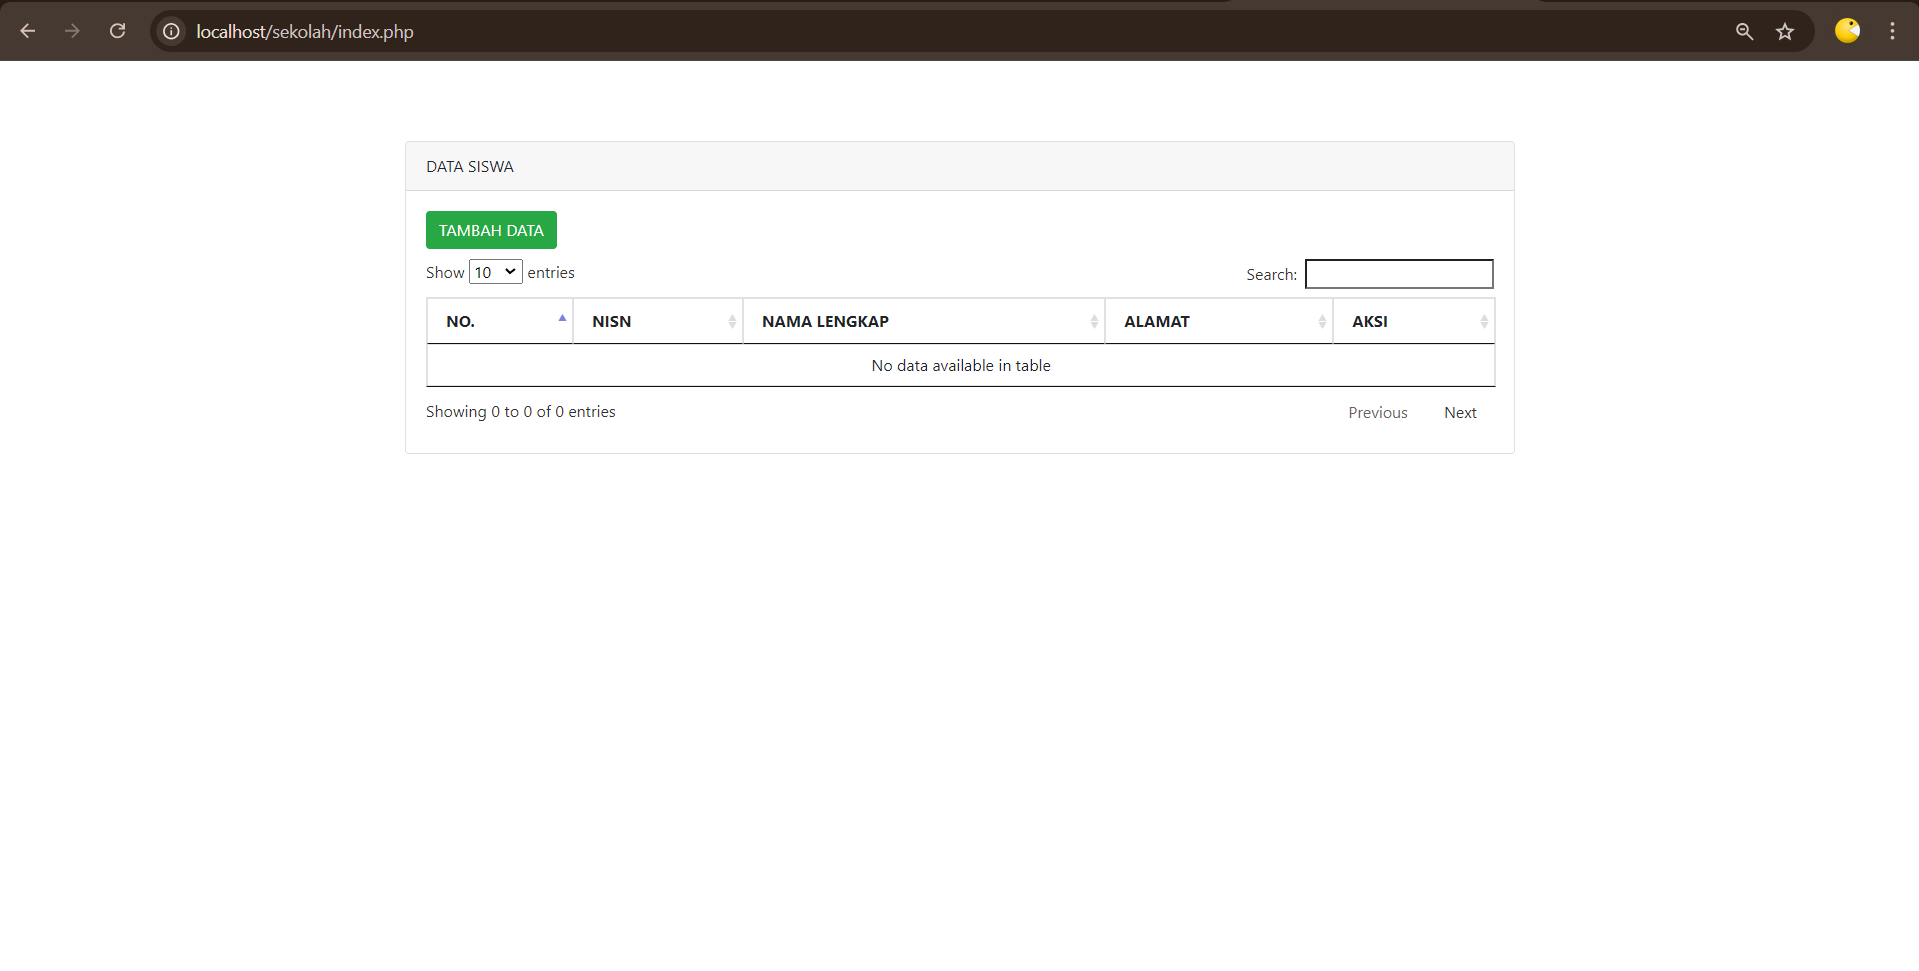 localhost/sekolah/index.php
DATA SISWA
TAMBAH DATA
Show 10 entries
Search:
NO. NISN NAMA LENGKAP ALAMAT AKSI
No data available in table
Showing 0 to 0 of 0 entries
Previous Next